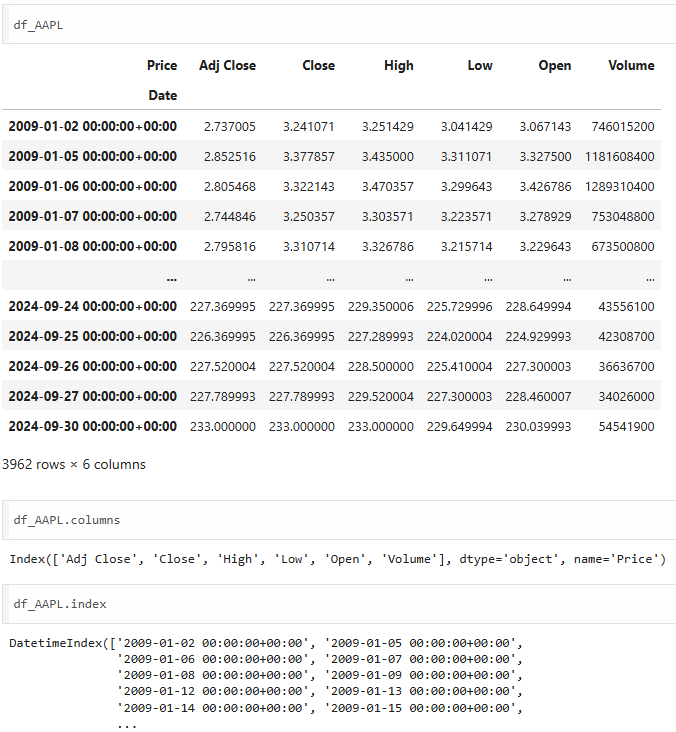 df_AAPL
Price Adj Close Close High Low Open Volume
Date
2009-01-02 00:00:00+00:00 2.737005 3.241071 3.251429 3.041429 3.067143 746015200
2009-01-05 00:00:00+00:00 2.852516 3.377857 3.435000 3.311071 3.327500 1181608400
2009-01-06 00:00:00+00:00 2.805468 3.322143 3.470357 3.299643 3.426786 1289310400
2009-01-07 00:00:00+00:00 2.744846 3.250357 3.303571 3.223571 3.278929 753048800
2009-01-08 00:00:00+00:00 2.795816 3.310714 3.326786 3.215714 3.229643 673500800
... ... ... ... ... ... ...
2024-09-24 00:00:00+00:00 227.369995 227.369995 229.350006 225.729996 228.649994 43556100
2024-09-25 00:00:00+00:00 226.369995 226.369995 227.289993 224.020004 224.929993 42308700
2024-09-26 00:00:00+00:00 227.520004 227.520004 228.500000 225.410004 227.300003 36636700
2024-09-27 00:00:00+00:00 227.789993 227.789993 229.520004 227.300003 228.460007 34026000
2024-09-30 00:00:00+00:00 233.000000 233.000000 233.000000 229.649994 230.039993 54541900
3962 rows × 6 columns
df_AAPL.columns
Index(['Adj Close', 'Close', 'High', 'Low', 'Open', 'Volume'], dtype='object', name='Price')
df_AAPL.index
DatetimeIndex(['2009-01-02 00:00:00+00:00', '2009-01-05 00:00:00+00:00',
'2009-01-06 00:00:00+00:00', '2009-01-07 00:00:00+00:00',
'2009-01-08 00:00:00+00:00', '2009-01-09 00:00:00+00:00',
'2009-01-12 00:00:00+00:00', '2009-01-13 00:00:00+00:00',
'2009-01-14 00:00:00+00:00', '2009-01-15 00:00:00+00:00',
...